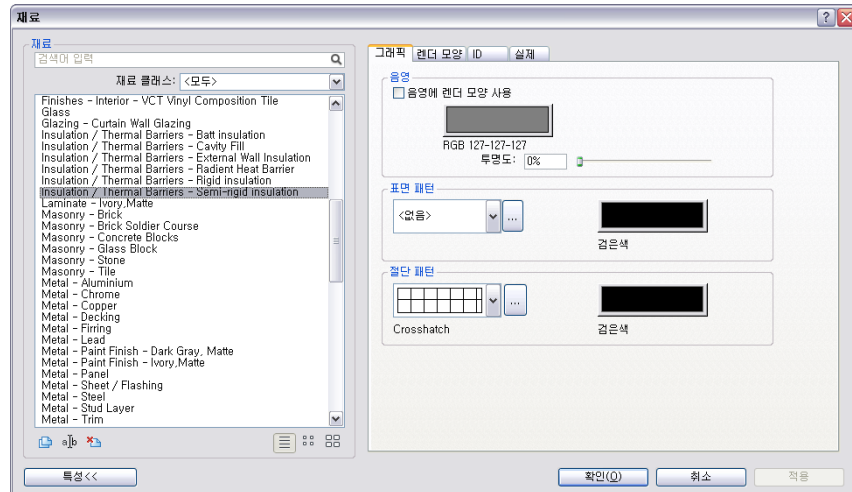 재료
재료
검색어 입력
재료 클래스: <모두>
Finishes - Interior - VCT Vinyl Composition Tile
Glass
Glazing - Curtain Wall Glazing
Insulation / Thermal Barriers - Batt insulation
Insulation / Thermal Barriers - Cavity Fill
Insulation / Thermal Barriers - External Wall Insulation
Insulation / Thermal Barriers - Radient Heat Barrier
Insulation / Thermal Barriers - Rigid insulation
Insulation / Thermal Barriers - Semi-rigid insulation
Laminate - Ivory,Matte
Masonry - Brick
Masonry - Brick Soldier Course
Masonry - Concrete Blocks
Masonry - Glass Block
Masonry - Stone
Masonry - Tile
Metal - Aluminium
Metal - Chrome
Metal - Copper
Metal - Decking
Metal - Firring
Metal - Lead
Metal - Paint Finish - Dark Gray, Matte
Metal - Paint Finish - Ivory,Matte
Metal - Panel
Metal - Sheet / Flashing
Metal - Steel
Metal - Stud Layer
Metal - Trim
특성<<
그래픽 렌더 모양 ID 실제
음영
음영에 렌더 모양 사용
RGB 127-127-127
투명도: 0%
표면 패턴
<없음> ...
검은색
절단 패턴
...
Crosshatch 검은색
확인(O) 취소 적용